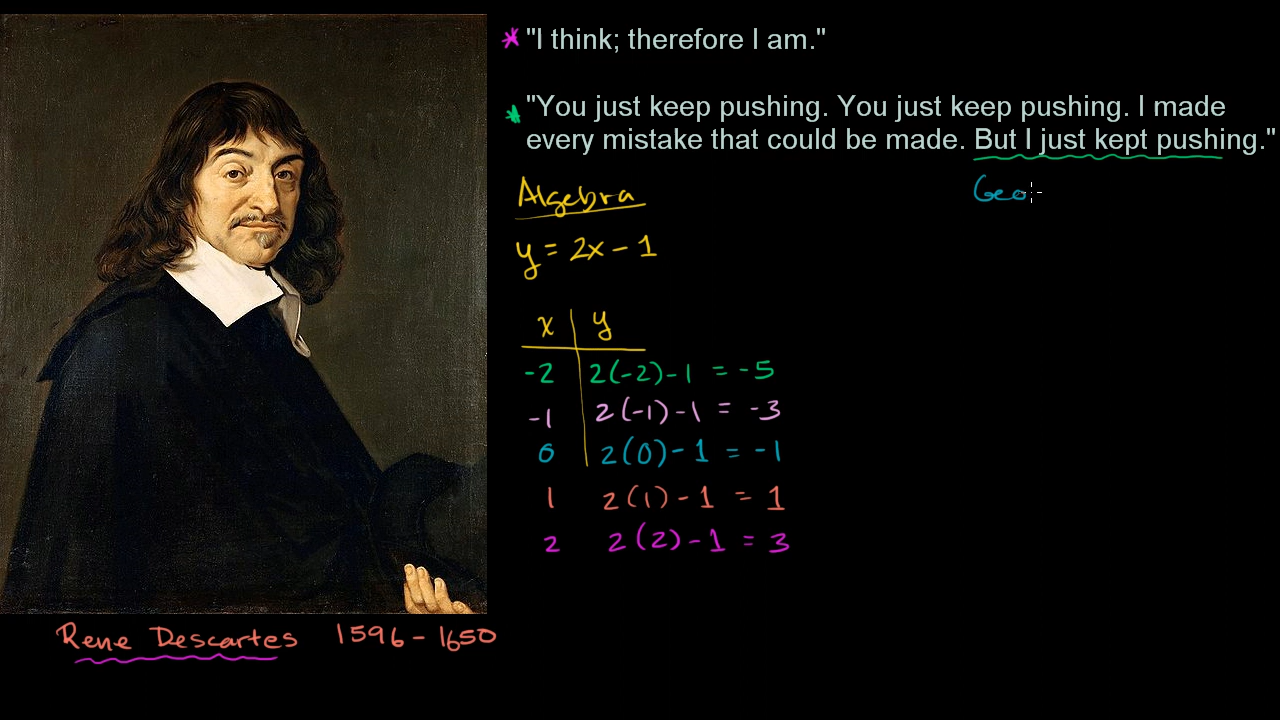 "I think; therefore I am."
"You just keep pushing. You just keep pushing. I made
every mistake that could be made. But I just kept pushing."
Algebra
Geo
y = 2x - 1
x y
-2 2(-2)-1 = -5
-1 2(-1)-1 = -3
0 2(0)-1 = -1
1 2(1)-1 = 1
2 2(2)-1 = 3
Rene Descartes 1596-1650